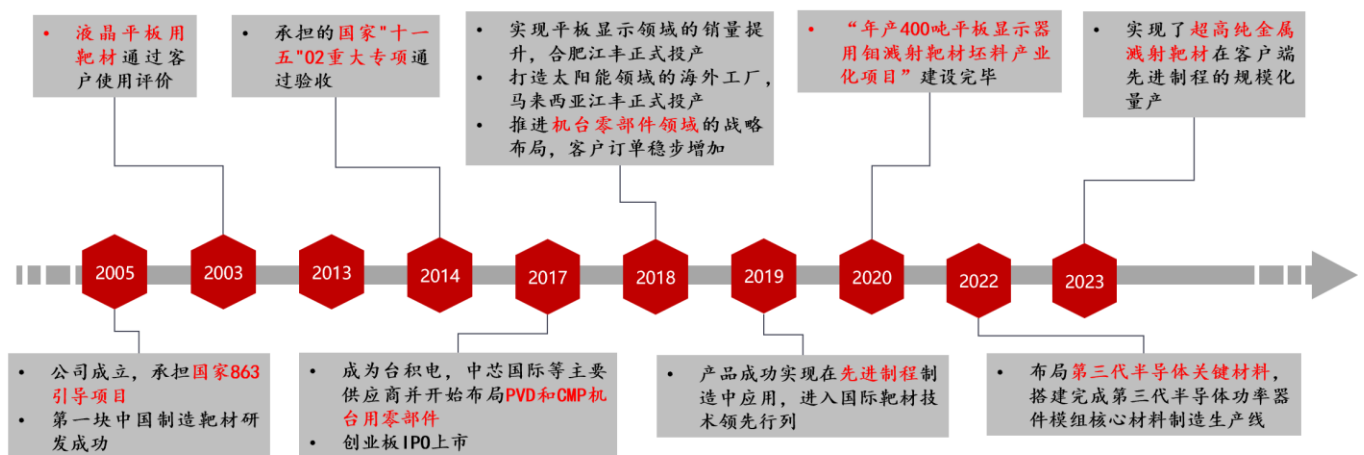 • 液晶平板用
靶材通过客
户使用评价
• 承担的国家"十一
五"02重大专项通
过验收
• 实现平板显示领域的销量提
升，合肥江丰正式投产
• 打造太阳能领域的海外工厂，
马来西亚江丰正式投产
• 推进机台零部件领域的战略
布局，客户订单稳步增加
• “年产400吨平板显示器
用钼溅射靶材坯料产业
化项目”建设完毕
• 实现了超高纯金属
溅射靶材在客户端
先进制程的规模化
量产
2005
2003
2013
2014
2017
2018
2019
2020
2022
2023
• 公司成立，承担国家863
引导项目
• 第一块中国制造靶材研
发成功
• 成为台积电，中芯国际等主要
供应商并开始布局PVD和CMP机
台用零部件
• 创业板IPO上市
• 产品成功实现在先进制程制
造中应用，进入国际靶材技
术领先行列
• 布局第三代半导体关键材料，
搭建完成第三代半导体功率器
件模组核心材料制造生产线